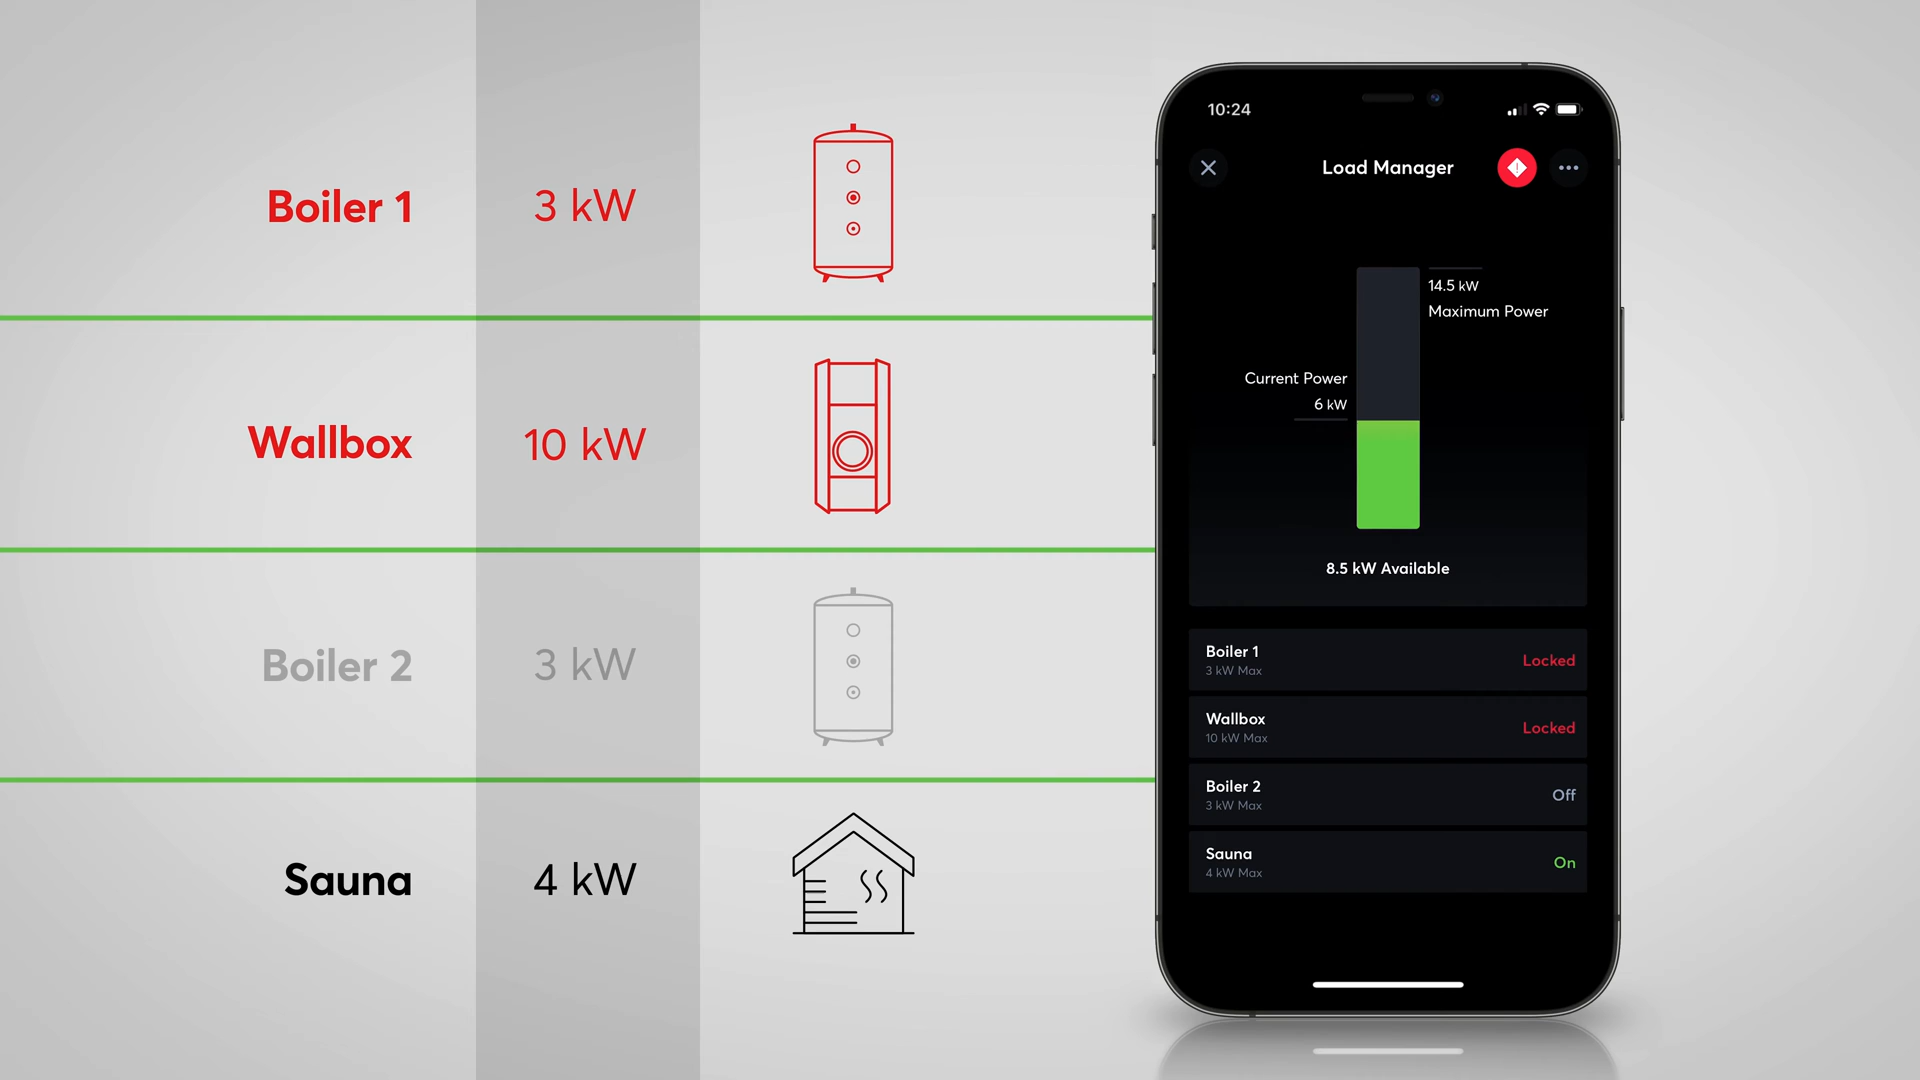 Boiler 1
3 kW
Wallbox
10 kW
Boiler 2
3 kW
Sauna
4 kW
10:24
Load Manager
14.5 kW
Maximum Power
Current Power
6 kW
8.5 kW Available
Boiler 1
3 kW Max
Locked
Wallbox
10 kW Max
Locked
Boiler 2
3 kW Max
Off
Sauna
4 kW Max
On